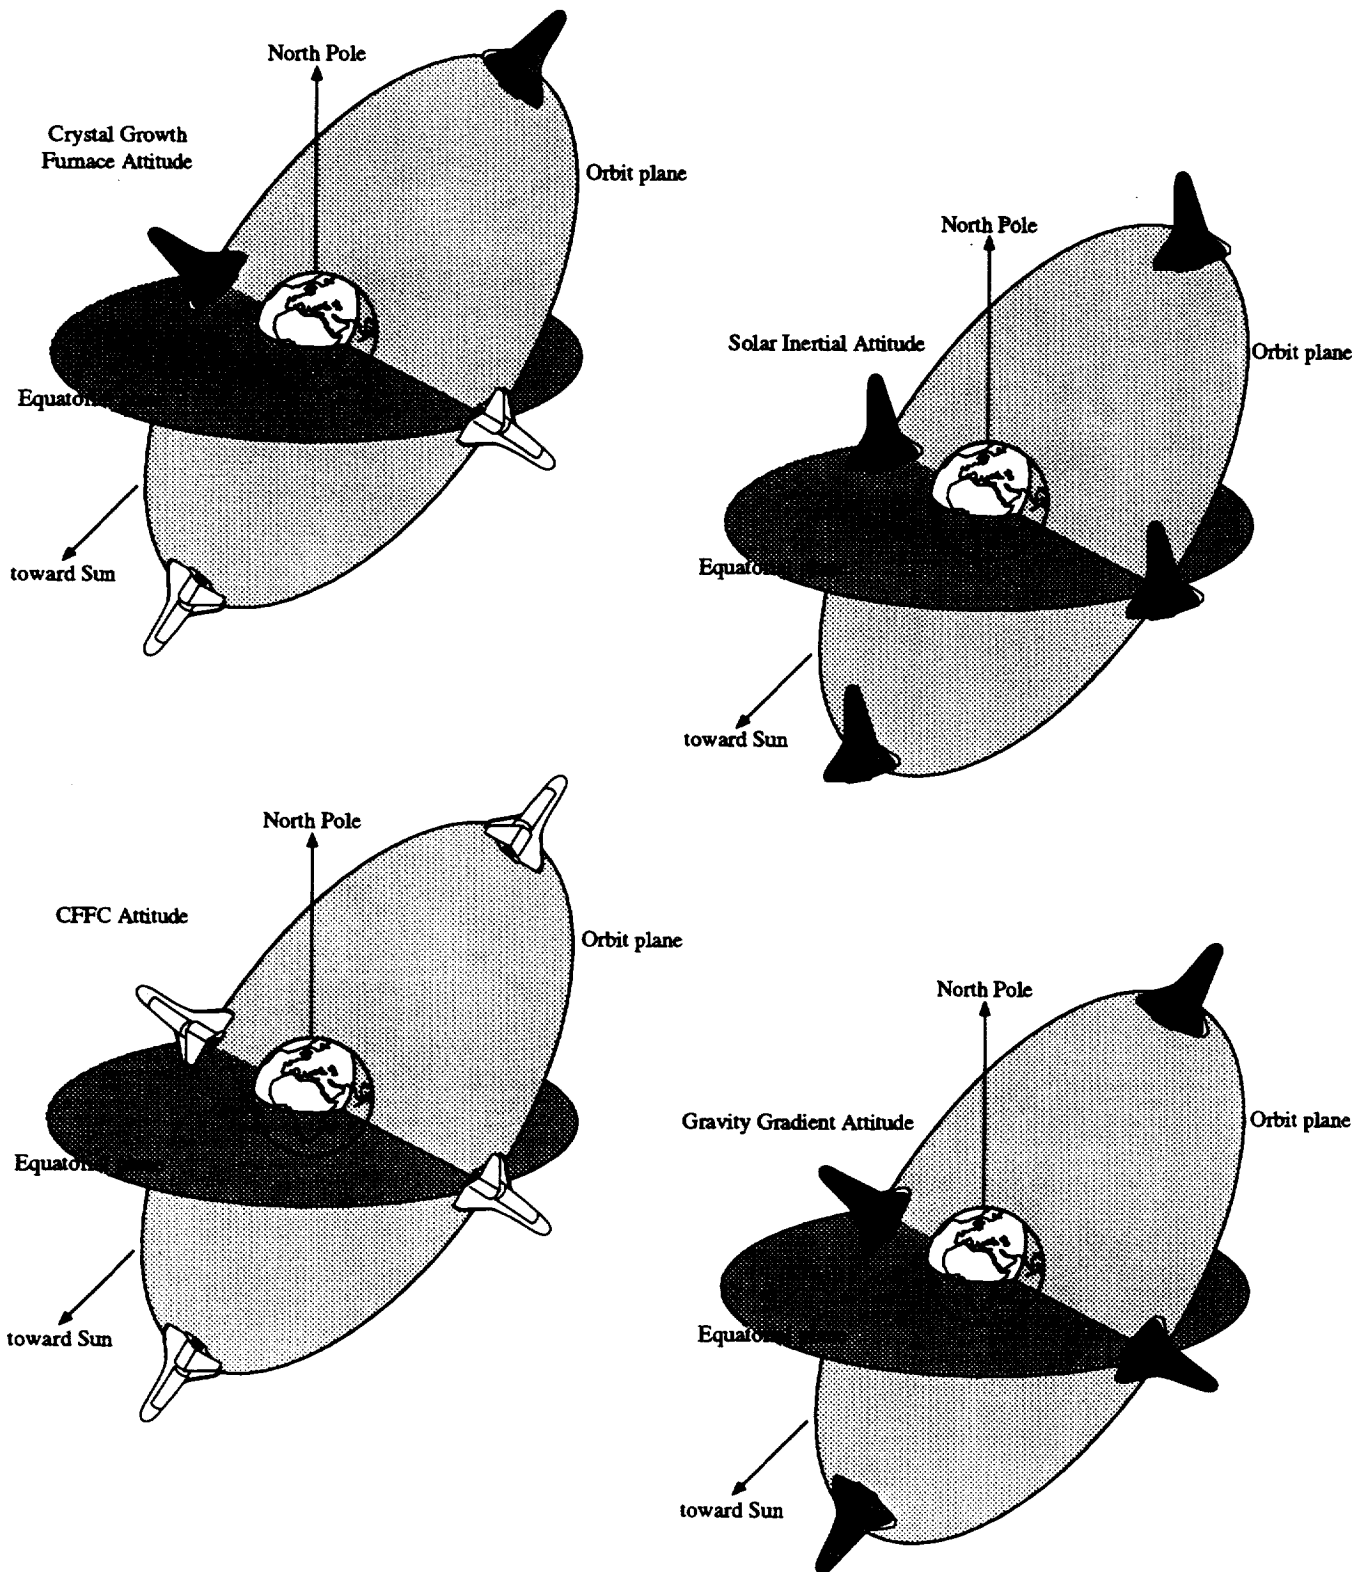 North Pole
Crystal Growth
Furnace Attitude
Orbit plane
toward Sun
North Pole
Solar Inertial Attitude
Orbit plane
toward Sun
North Pole
CFFC Attitude
Orbit plane
toward Sun
North Pole
Gravity Gradient Attitude
Orbit plane
toward Sun